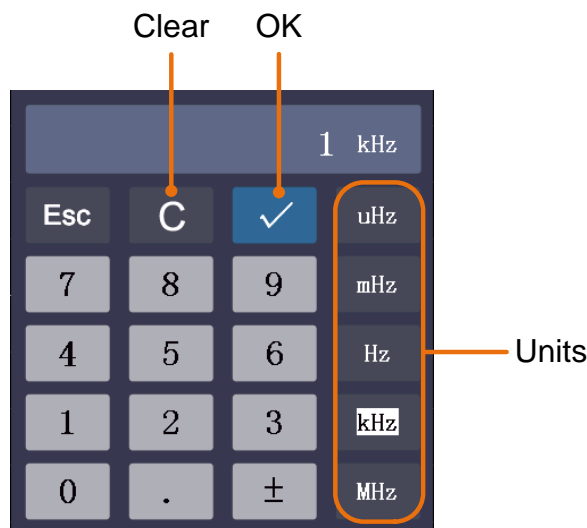 Clear OK
1 kHz
Esc C ✓ uHz
7 8 9 mHz
4 5 6 Hz
Units
1 2 3 kHz
0 . ± MHz